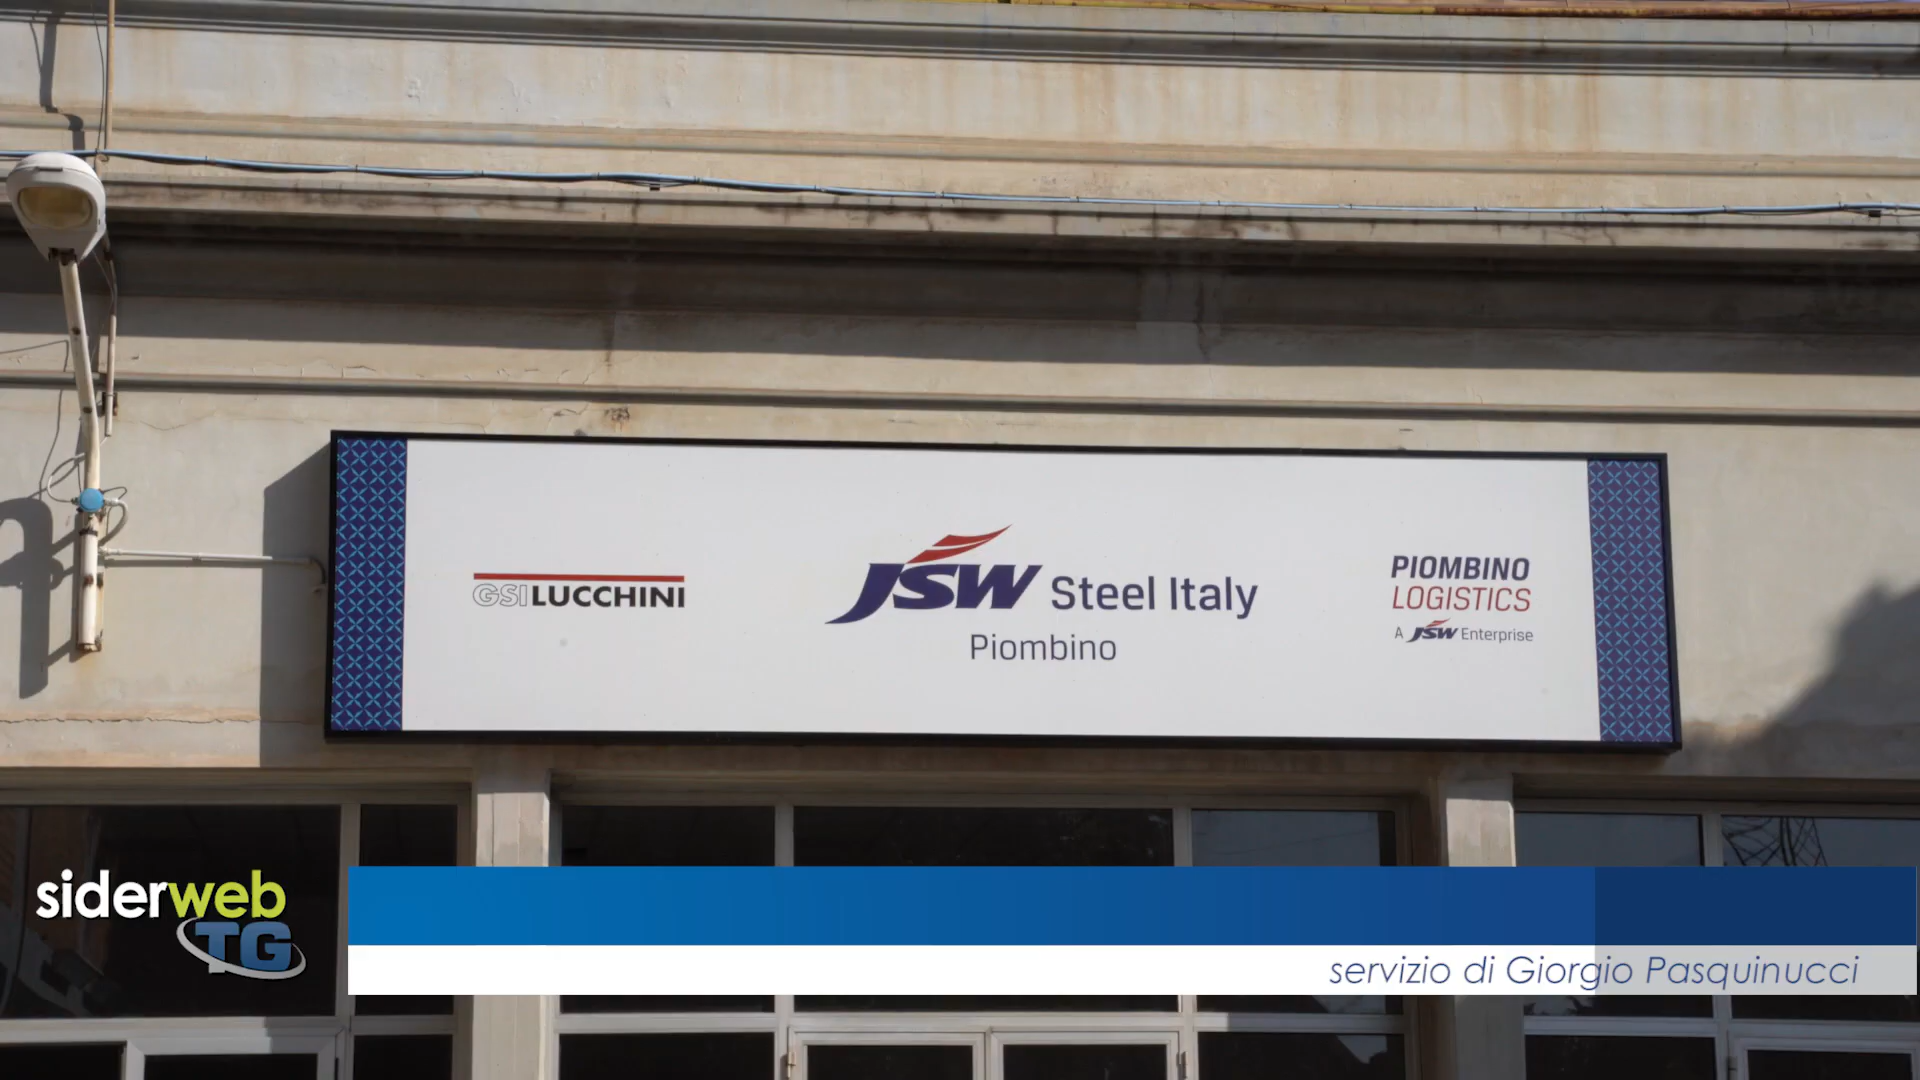 GSI LUCCHINI
JSW Steel Italy
Piombino
PIOMBINO
LOGISTICS
A JSW Enterprise
siderweb
TG
servizio di Giorgio Pasquinucci